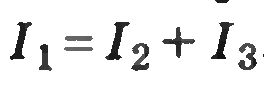 I₁ = I₂ + I₃.